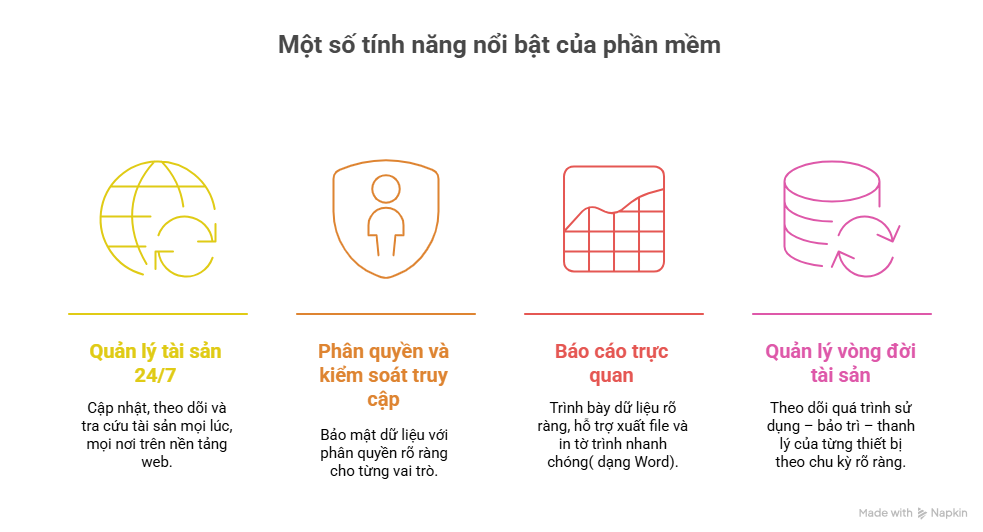 Một số tính năng nổi bật của phần mềm
Quản lý tài sản
24/7
Cập nhật, theo dõi và
tra cứu tài sản mọi lúc,
mọi nơi trên nền tảng
web.
Phân quyền và
kiểm soát truy
cập
Bảo mật dữ liệu với
phân quyền rõ ràng
cho từng vai trò.
Báo cáo trực
quan
Trình bày dữ liệu rõ
ràng, hỗ trợ xuất file và
in tờ trình nhanh
chóng( dạng Word).
Quản lý vòng đời
tài sản
Theo dõi quá trình sử
dụng – bảo trì – thanh
lý của từng thiết bị
theo chu kỳ rõ ràng.
Made with Napkin